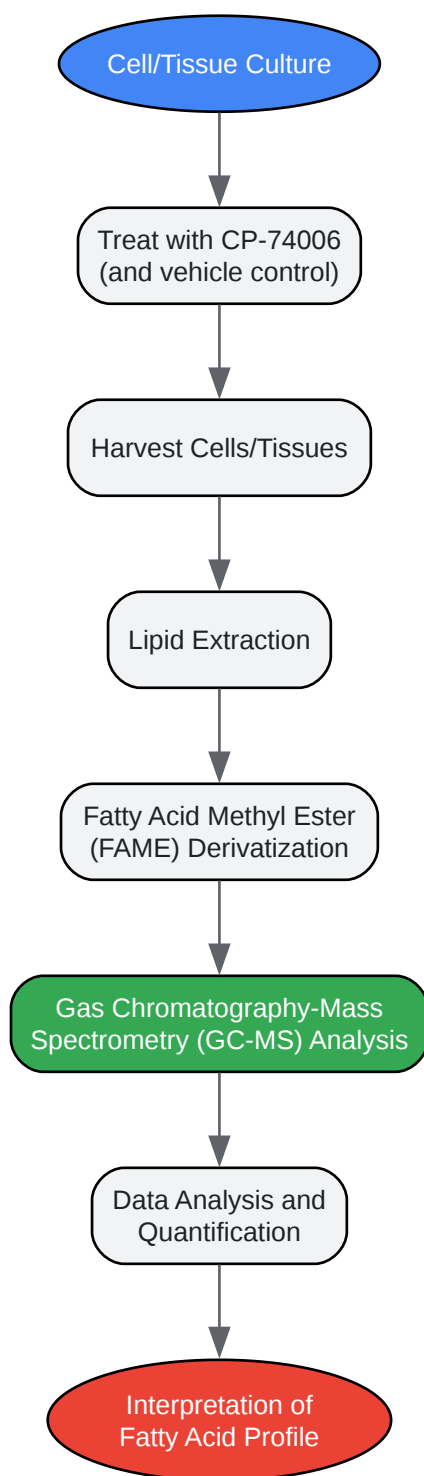 Cell/Tissue Culture
Treat with CP-74006
(and vehicle control)
Harvest Cells/Tissues
Lipid Extraction
Fatty Acid Methyl Ester
(FAME) Derivatization
Gas Chromatography-Mass
Spectrometry (GC-MS) Analysis
Data Analysis and
Quantification
Interpretation of
Fatty Acid Profile